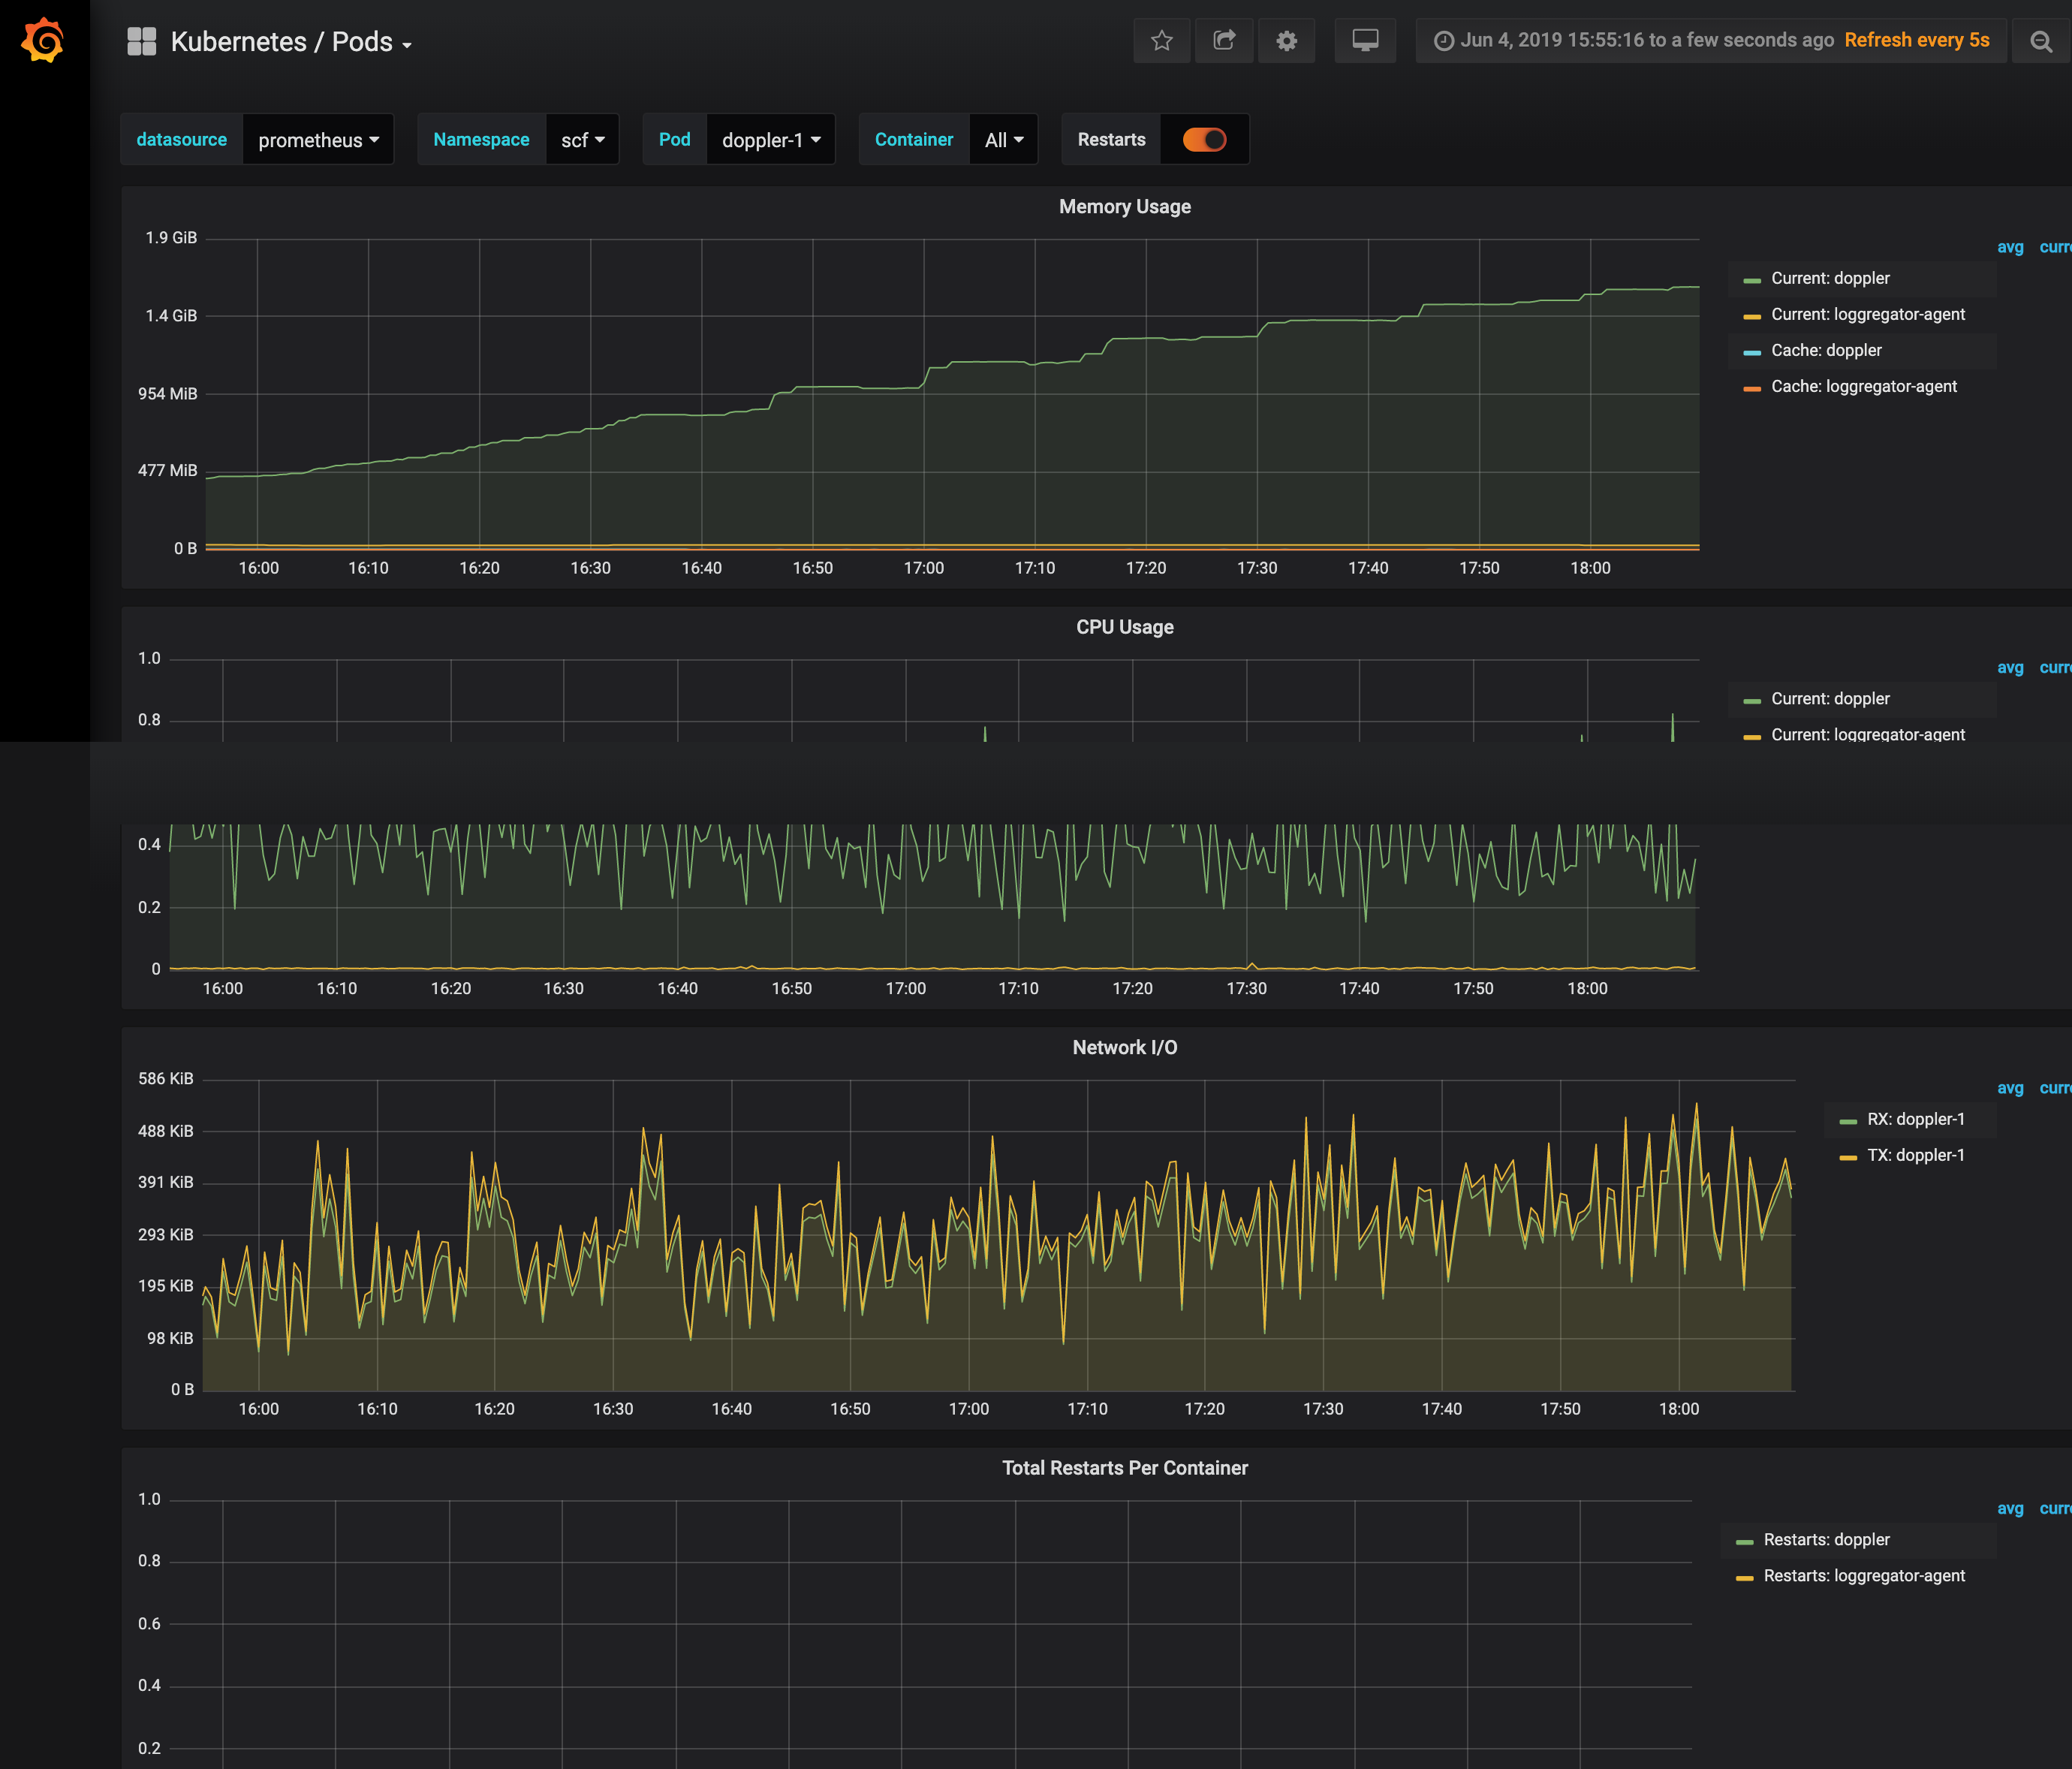 Kubernetes / Pods
Jun 4, 2019 15:55:16 to a few seconds ago Refresh every 5s
datasource prometheus Namespace scf Pod doppler-1 Container All Restarts
Memory Usage
1.9 GiB
1.4 GiB
954 MiB
477 MiB
0 B
16:00 16:10 16:20 16:30 16:40 16:50 17:00 17:10 17:20 17:30 17:40 17:50 18:00
avg curre
Current: doppler
Current: loggregator-agent
Cache: doppler
Cache: loggregator-agent
CPU Usage
1.0
0.8
0.4
0.2
0
16:00 16:10 16:20 16:30 16:40 16:50 17:00 17:10 17:20 17:30 17:40 17:50 18:00
avg curre
Current: doppler
Current: loggregator-agent
Network I/O
586 KiB
488 KiB
391 KiB
293 KiB
195 KiB
98 KiB
0 B
16:00 16:10 16:20 16:30 16:40 16:50 17:00 17:10 17:20 17:30 17:40 17:50 18:00
avg curre
RX: doppler-1
TX: doppler-1
Total Restarts Per Container
1.0
0.8
0.6
0.4
0.2
avg curre
Restarts: doppler
Restarts: loggregator-agent